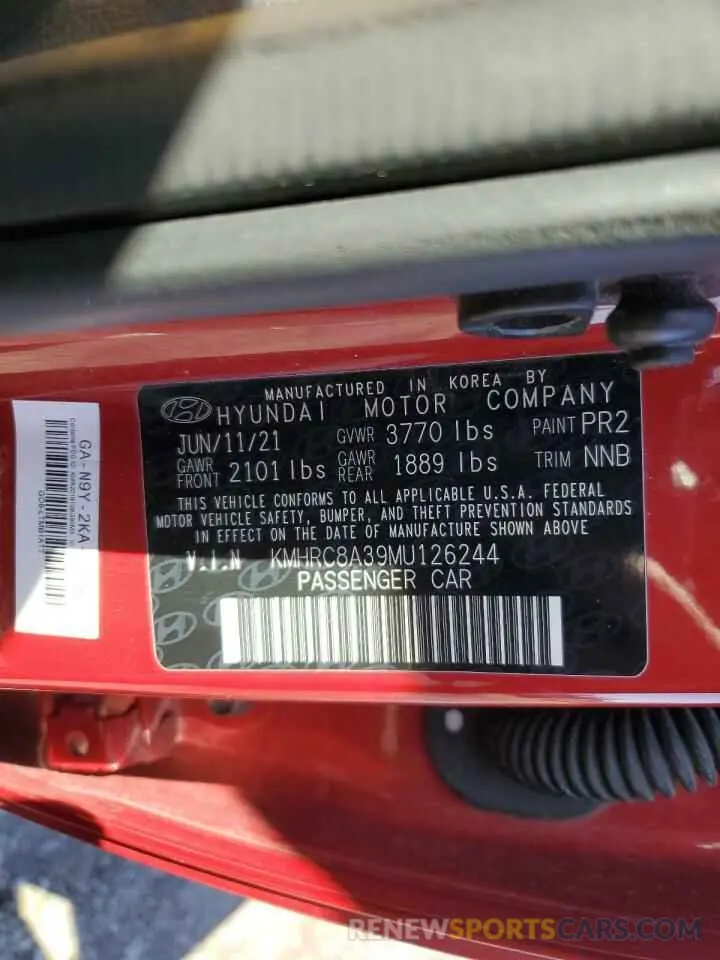 MANUFACTURED IN KOREA BY
HYUNDAI MOTOR COMPANY
JUN/11/21 GVWR 3770 lbs PAINT PR2
GAWR FRONT 2101 lbs GAWR REAR 1889 lbs TRIM NNB
THIS VEHICLE CONFORMS TO ALL APPLICABLE U.S.A. FEDERAL
MOTOR VEHICLE SAFETY, BUMPER, AND THEFT PREVENTION STANDARDS
IN EFFECT ON THE DATE OF MANUFACTURE SHOWN ABOVE
V.I.N KMHRC8A39MU126244
PASSENGER CAR
GA-N9Y-2KA
RENEWSPORTSCARS.COM